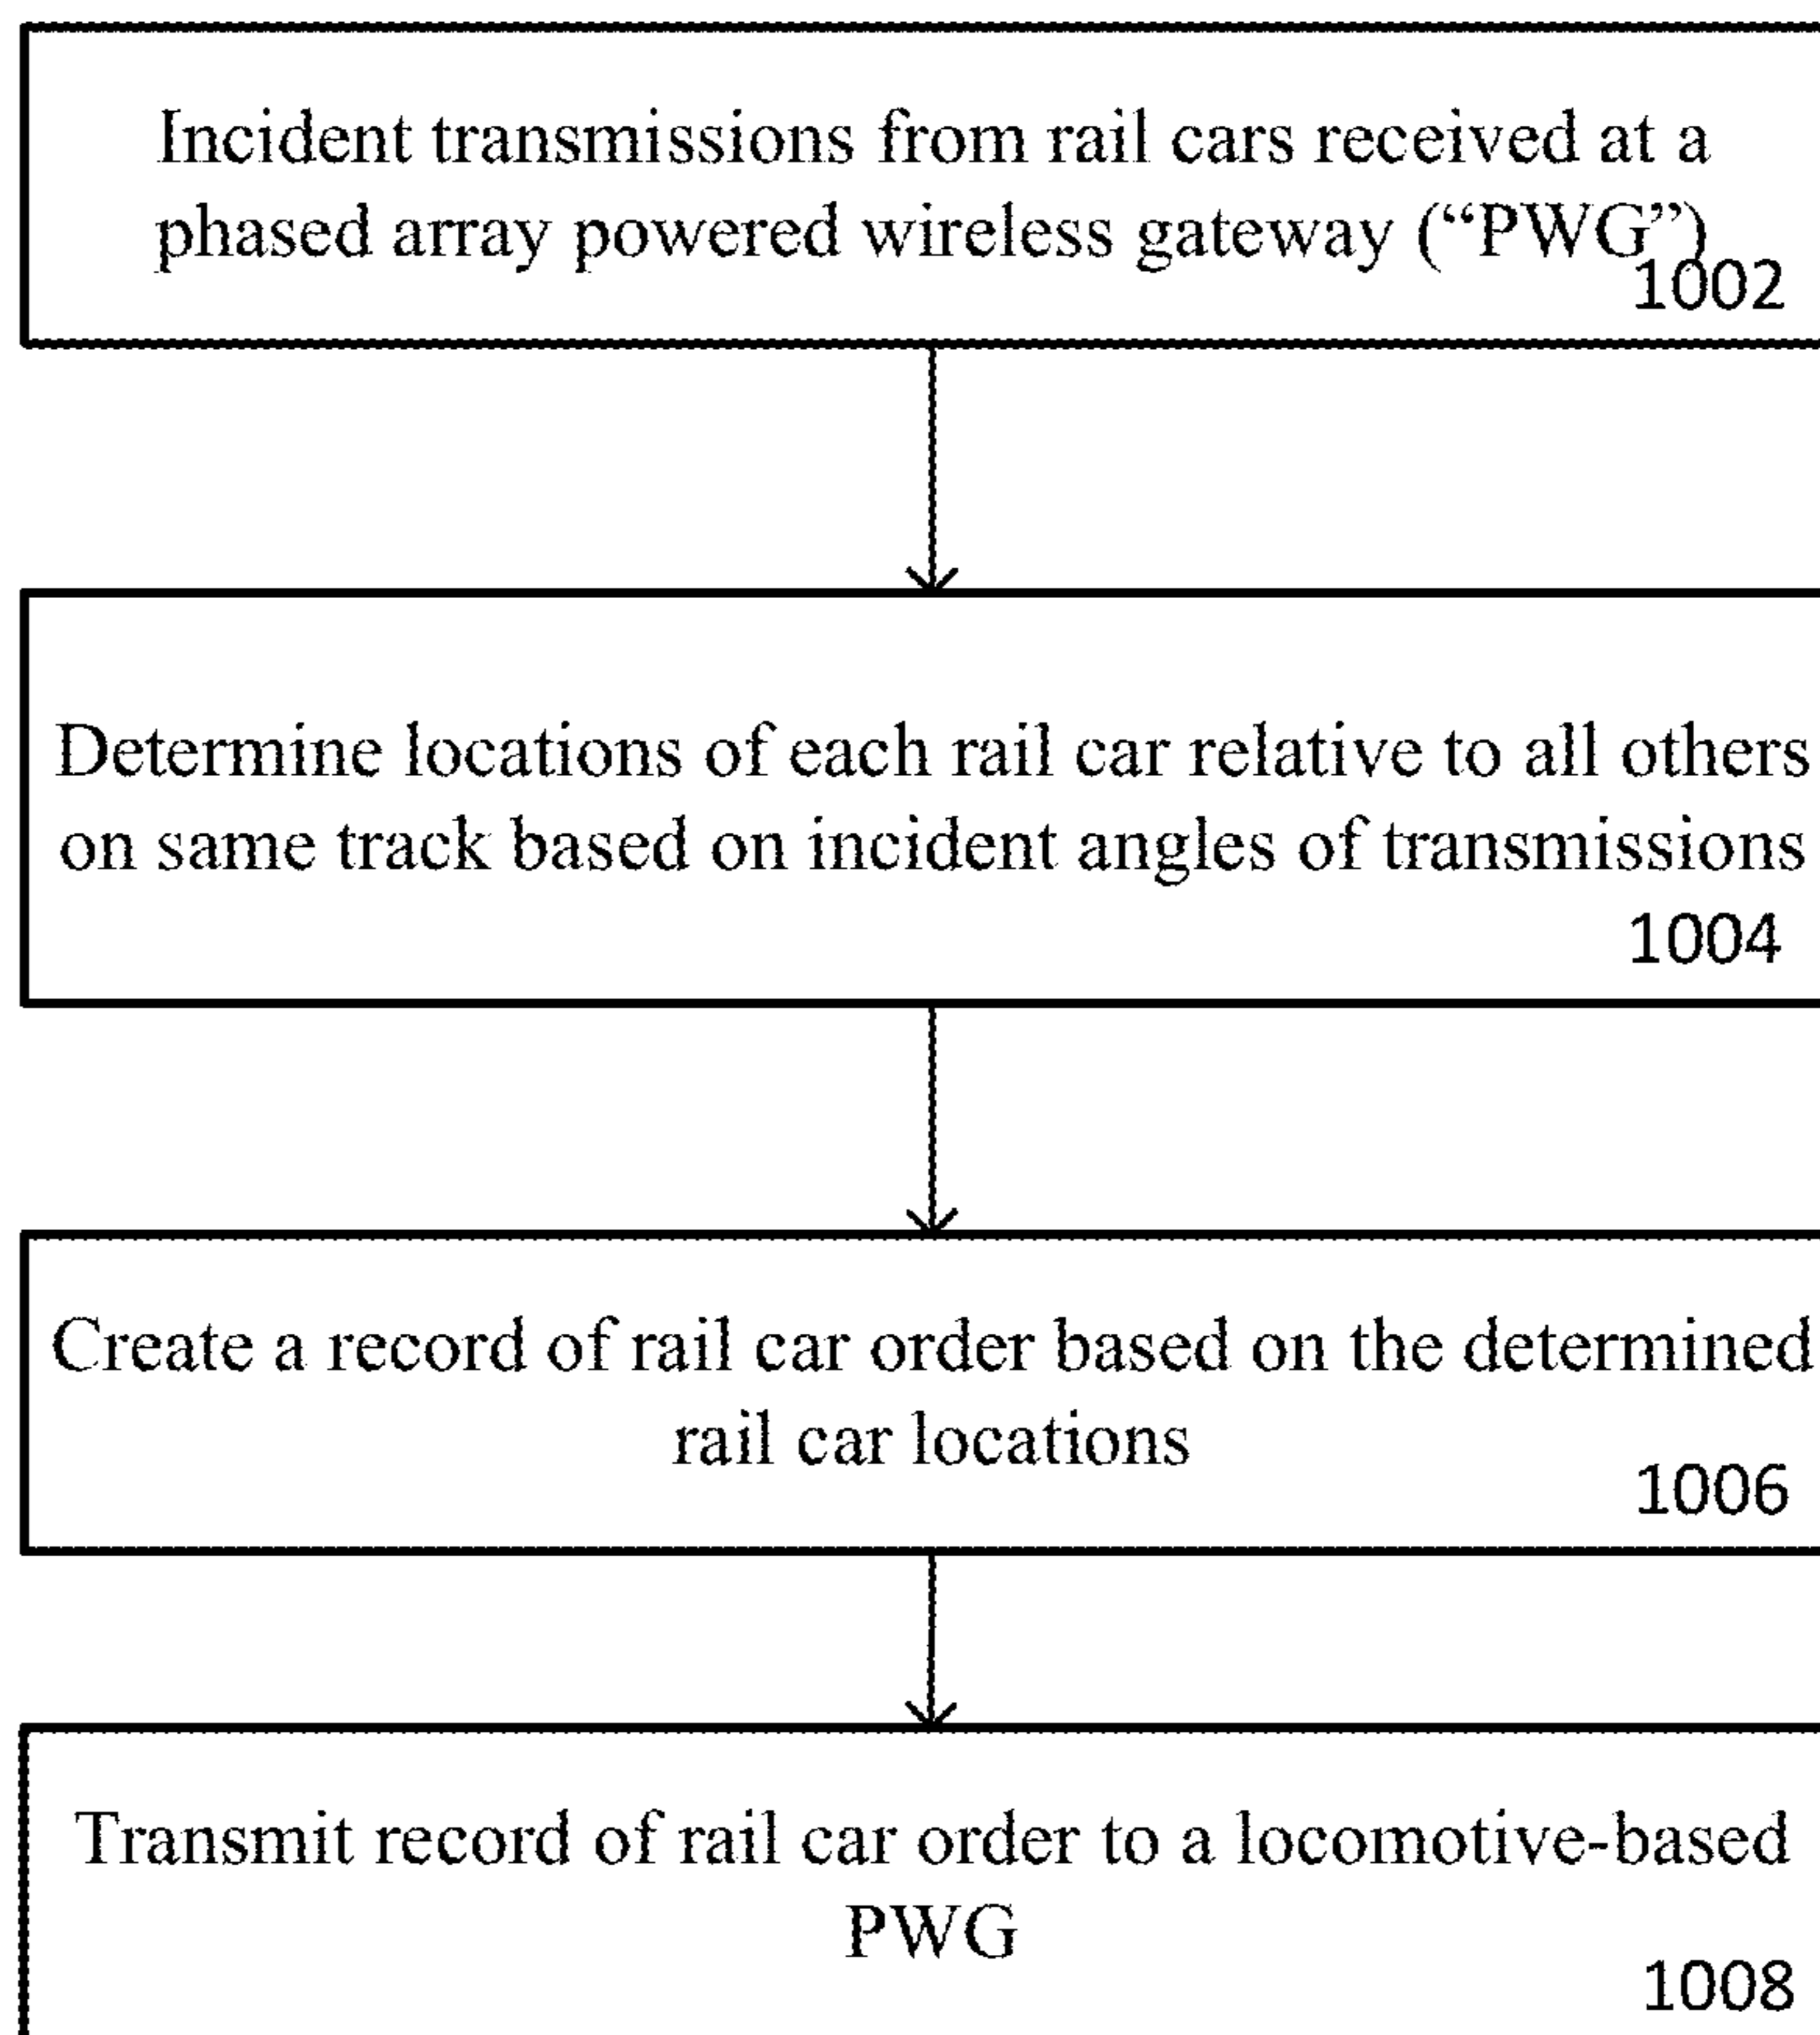 Incident transmissions from rail cars received at a
phased array powered wireless gateway (“PWG”)
1002
Determine locations of each rail car relative to all others
on same track based on incident angles of transmissions
1004
Create a record of rail car order based on the determined
rail car locations
1006
Transmit record of rail car order to a locomotive-based
PWG
1008